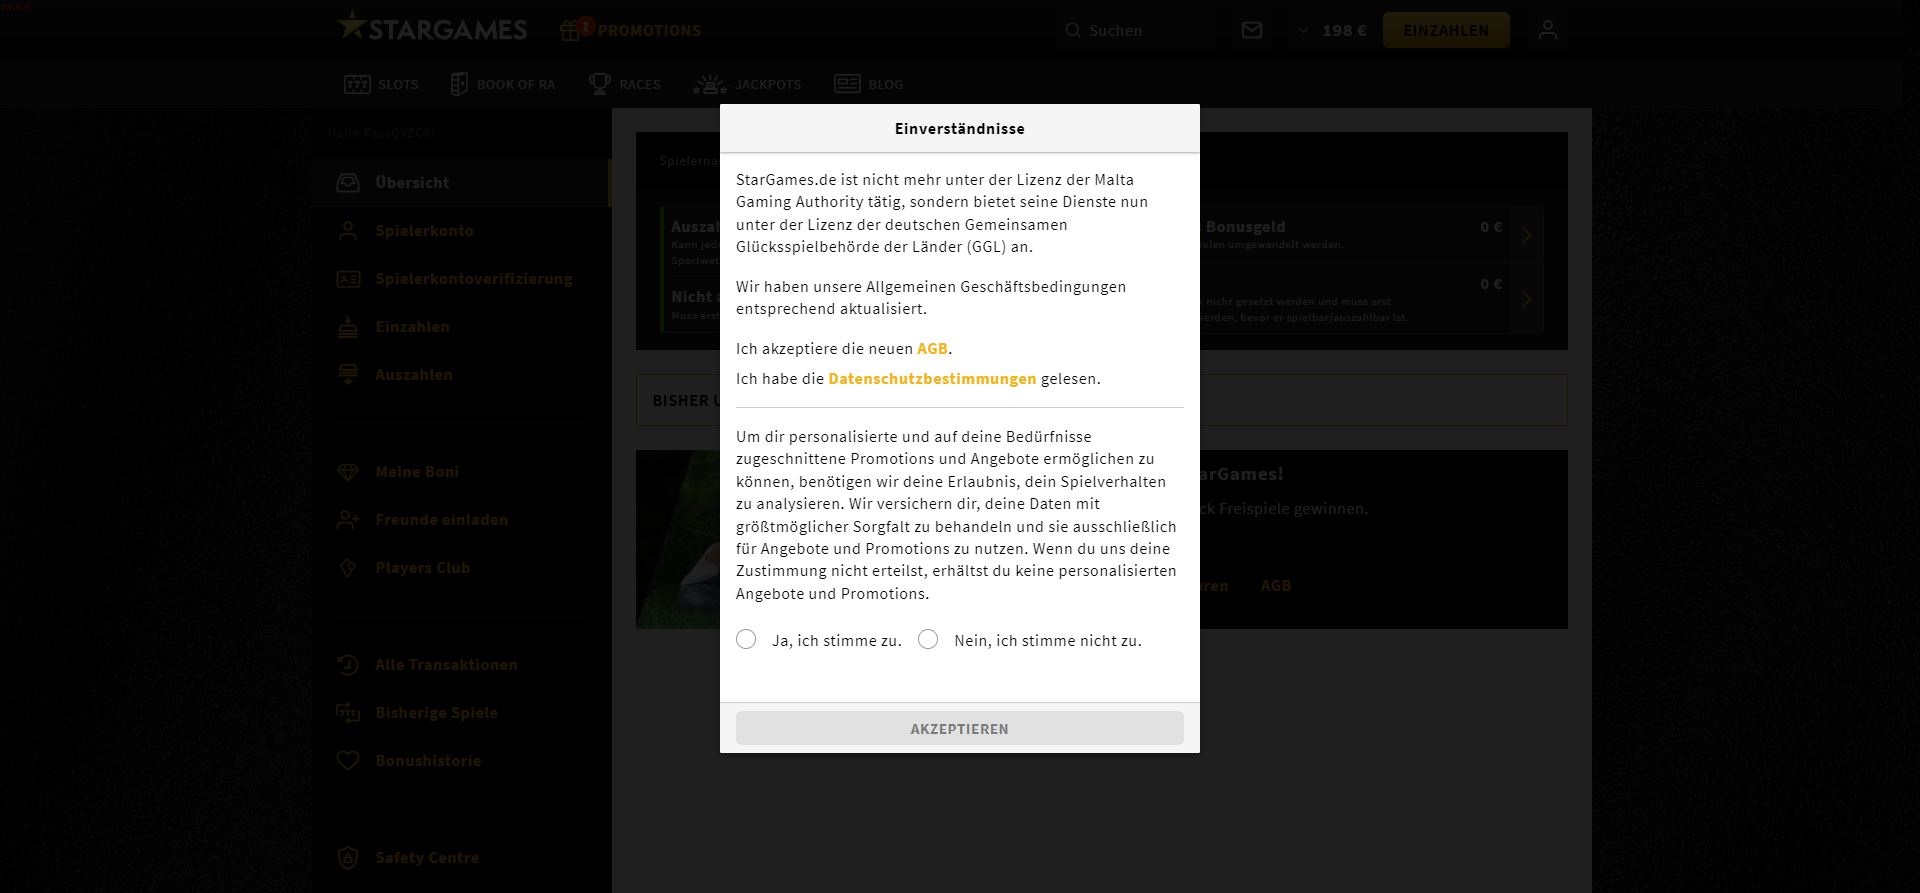 STARGAMES
1
PROMOTIONS
Suchen
198 €
EINZAHLEN
SLOTS
BOOK OF RA
RACES
JACKPOTS
BLOG
Hallo PassQVZCRI
Übersicht
Spielerkonto
Spielerkontoverifizierung
Einzahlen
Auszahlen
Meine Boni
Freunde einladen
Players Club
Alle Transaktionen
Bisherige Spiele
Bonushistorie
Safety Centre
Einverständnisse
StarGames.de ist nicht mehr unter der Lizenz der Malta
Gaming Authority tätig, sondern bietet seine Dienste nun
unter der Lizenz der deutschen Gemeinsamen
Glücksspielbehörde der Länder (GGL) an.
Wir haben unsere Allgemeinen Geschäftsbedingungen
entsprechend aktualisiert.
Ich akzeptiere die neuen AGB.
Ich habe die Datenschutzbestimmungen gelesen.
Um dir personalisierte und auf deine Bedürfnisse
zugeschnittene Promotions und Angebote ermöglichen zu
können, benötigen wir deine Erlaubnis, dein Spielverhalten
zu analysieren. Wir versichern dir, deine Daten mit
größtmöglicher Sorgfalt zu behandeln und sie ausschließlich
für Angebote und Promotions zu nutzen. Wenn du uns deine
Zustimmung nicht erteilst, erhältst du keine personalisierten
Angebote und Promotions.
Ja, ich stimme zu.
Nein, ich stimme nicht zu.
AKZEPTIEREN
Bonusgeld
0 €
elen umgewandelt werden.
0 €
nicht gesetzt werden und muss erst
erden, bevor er spielbar/auszahlbar ist.
Nicht
Muss erst
Kann jed
Sportwet
BISHER
arGames!
ck Freispiele gewinnen.
ren
AGB